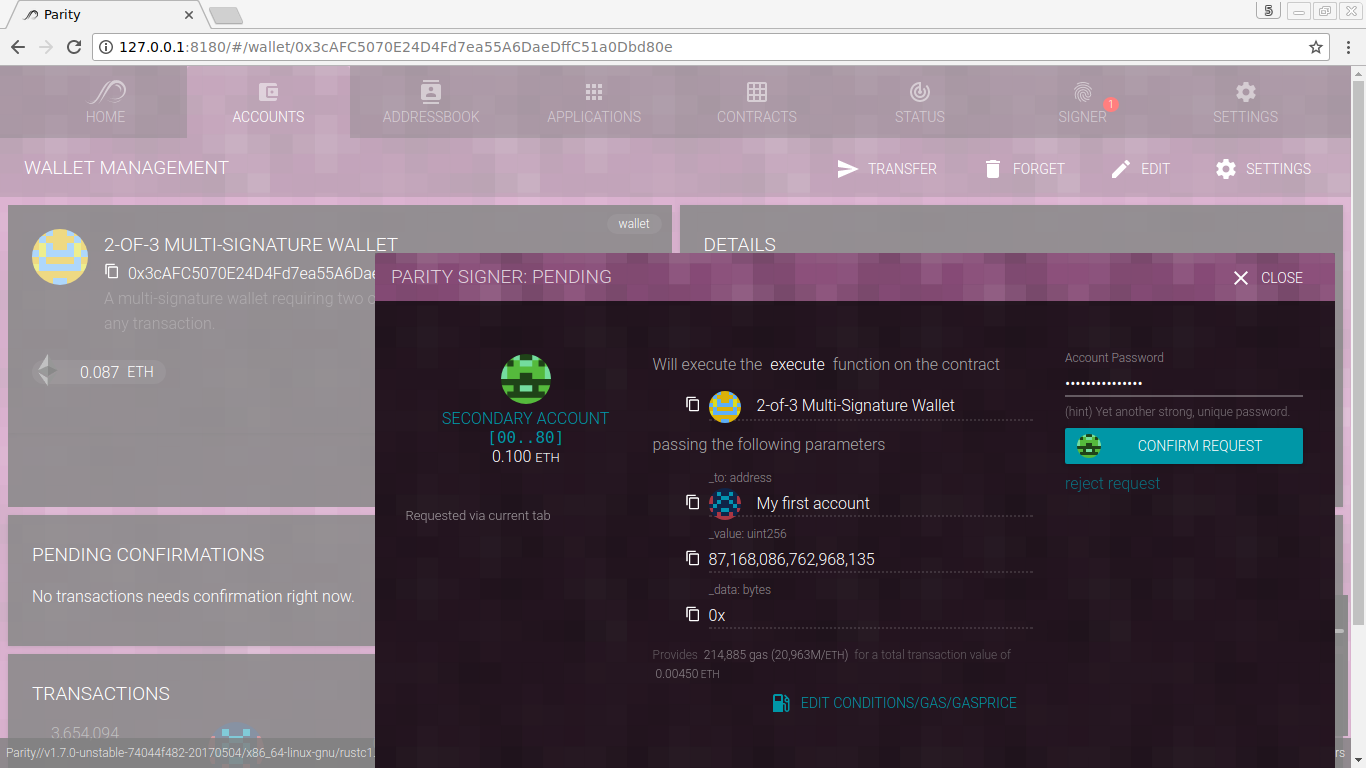 Parity
127.0.0.1:8180/#/wallet/0x3cAFC5070E24D4Fd7ea55A6DaeDffC51a0Dbd80e
HOME
ACCOUNTS
ADDRESSBOOK
APPLICATIONS
CONTRACTS
STATUS
SIGNER
1
SETTINGS
WALLET MANAGEMENT
TRANSFER
FORGET
EDIT
SETTINGS
wallet
2-OF-3 MULTI-SIGNATURE WALLET
0x3cAFC5070E24D4Fd7ea55A6Dae
A multi-signature wallet requiring two
any transaction.
0.087 ETH
DETAILS
PENDING CONFIRMATIONS
No transactions needs confirmation right now.
TRANSACTIONS
3,654,094
Parity//v1.7.0-unstable-74044f482-20170504/x86_64-linux-gnu/rustc1.
rs
PARITY SIGNER: PENDING
CLOSE
SECONDARY ACCOUNT
[00..80]
0.100 ETH
Requested via current tab
Will execute the execute function on the contract
2-of-3 Multi-Signature Wallet
passing the following parameters
_to: address
My first account
_value: uint256
87,168,086,762,968,135
_data: bytes
0x
Provides 214,885 gas (20,963M/ETH) for a total transaction value of
0.00450 ETH
EDIT CONDITIONS/GAS/GASPRICE
Account Password
•••••••••••••••
(hint) Yet another strong, unique password.
CONFIRM REQUEST
reject request